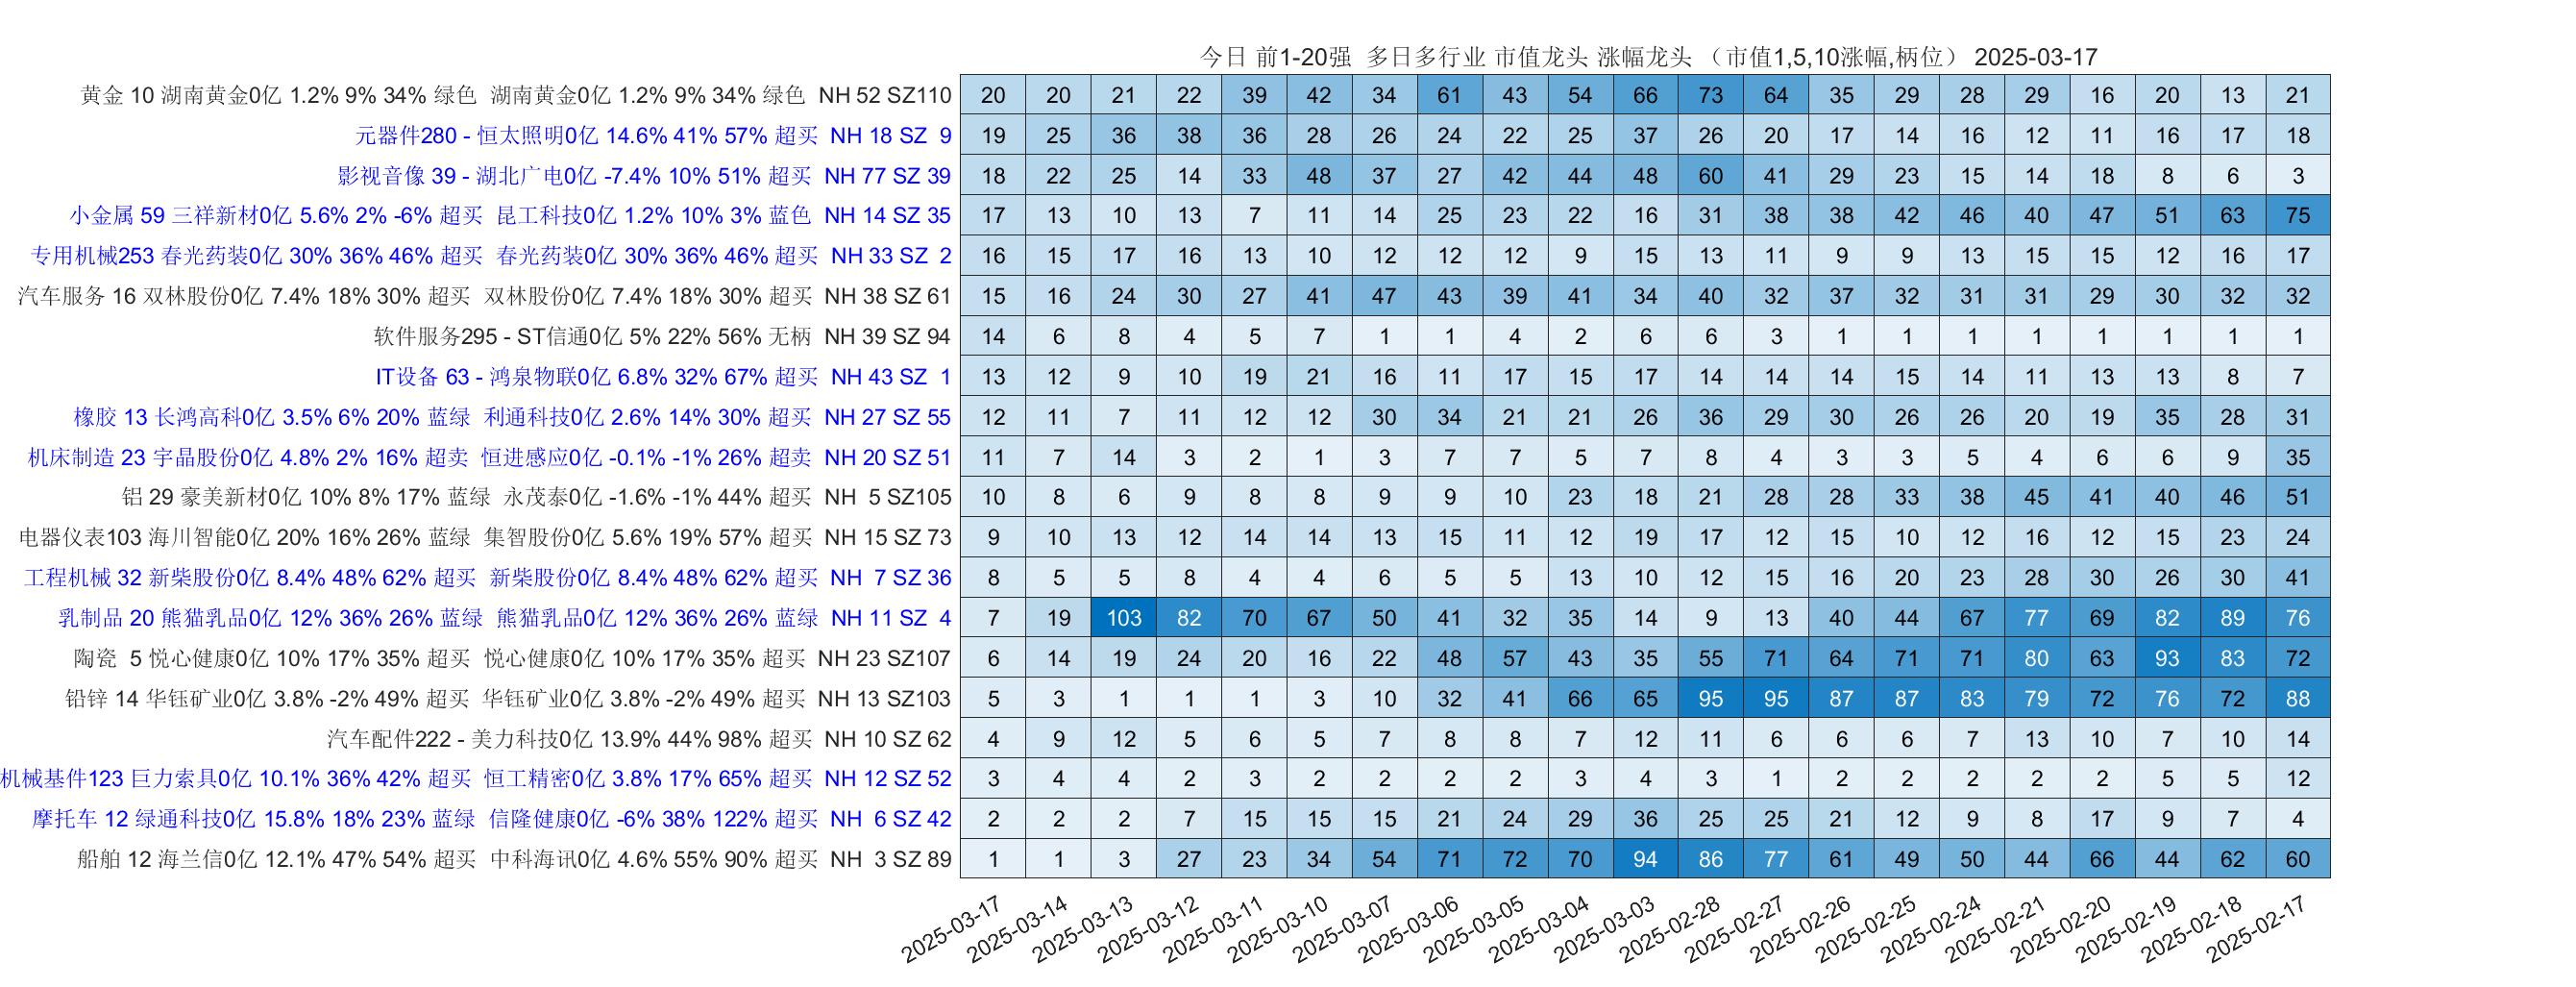 今日 前1-20强  多日多行业 市值龙头 涨幅龙头 （市值1,5,10涨幅,柄位） 2025-03-17
黄金 10 湖南黄金0亿 1.2% 9% 34% 绿色  湖南黄金0亿 1.2% 9% 34% 绿色  NH 52 SZ110 20 20 21 22 39 42 34 61 43 54 66 73 64 35 29 28 29 16 20 13 21
元器件280 - 恒太照明0亿 14.6% 41% 57% 超买  NH 18 SZ  9 19 25 36 38 36 28 26 24 22 25 37 26 20 17 14 16 12 11 16 17 18
影视音像 39 - 湖北广电0亿 -7.4% 10% 51% 超买  NH 77 SZ 39 18 22 25 14 33 48 37 27 42 44 48 60 41 29 23 15 14 18 8 6 3
小金属 59 三祥新材0亿 5.6% 2% -6% 超买  昆工科技0亿 1.2% 10% 3% 蓝色  NH 14 SZ 35 17 13 10 13 7 11 14 25 23 22 16 31 38 38 42 46 40 47 51 63 75
专用机械253 春光药装0亿 30% 36% 46% 超买  春光药装0亿 30% 36% 46% 超买  NH 33 SZ  2 16 15 17 16 13 10 12 12 12 9 15 13 11 9 9 13 15 15 12 16 17
汽车服务 16 双林股份0亿 7.4% 18% 30% 超买  双林股份0亿 7.4% 18% 30% 超买  NH 38 SZ 61 15 16 24 30 27 41 47 43 39 41 34 40 32 37 32 31 31 29 30 32 32
软件服务295 - ST信通0亿 5% 22% 56% 无柄  NH 39 SZ 94 14 6 8 4 5 7 1 1 4 2 6 6 3 1 1 1 1 1 1 1 1
IT设备 63 - 鸿泉物联0亿 6.8% 32% 67% 超买  NH 43 SZ  1 13 12 9 10 19 21 16 11 17 15 17 14 14 14 15 14 11 13 13 8 7
橡胶 13 长鸿高科0亿 3.5% 6% 20% 蓝绿  利通科技0亿 2.6% 14% 30% 超买  NH 27 SZ 55 12 11 7 11 12 12 30 34 21 21 26 36 29 30 26 26 20 19 35 28 31
机床制造 23 宇晶股份0亿 4.8% 2% 16% 超卖  恒进感应0亿 -0.1% -1% 26% 超卖  NH 20 SZ 51 11 7 14 3 2 1 3 7 7 5 7 8 4 3 3 5 4 6 6 9 35
铝 29 豪美新材0亿 10% 8% 17% 蓝绿  永茂泰0亿 -1.6% -1% 44% 超买  NH  5 SZ105 10 8 6 9 8 8 9 9 10 23 18 21 28 28 33 38 45 41 40 46 51
电器仪表103 海川智能0亿 20% 16% 26% 蓝绿  集智股份0亿 5.6% 19% 57% 超买  NH 15 SZ 73 9 10 13 12 14 14 13 15 11 12 19 17 12 15 10 12 16 12 15 23 24
工程机械 32 新柴股份0亿 8.4% 48% 62% 超买  新柴股份0亿 8.4% 48% 62% 超买  NH  7 SZ 36 8 5 5 8 4 4 6 5 5 13 10 12 15 16 20 23 28 30 26 30 41
乳制品 20 熊猫乳品0亿 12% 36% 26% 蓝绿  熊猫乳品0亿 12% 36% 26% 蓝绿  NH 11 SZ  4 7 19 103 82 70 67 50 41 32 35 14 9 13 40 44 67 77 69 82 89 76
陶瓷  5 悦心健康0亿 10% 17% 35% 超买  悦心健康0亿 10% 17% 35% 超买  NH 23 SZ107 6 14 19 24 20 16 22 48 57 43 35 55 71 64 71 71 80 63 93 83 72
铅锌 14 华钰矿业0亿 3.8% -2% 49% 超买  华钰矿业0亿 3.8% -2% 49% 超买  NH 13 SZ103 5 3 1 1 1 3 10 32 41 66 65 95 95 87 87 83 79 72 76 72 88
汽车配件222 - 美力科技0亿 13.9% 44% 98% 超买  NH 10 SZ 62 4 9 12 5 6 5 7 8 8 7 12 11 6 6 6 7 13 10 7 10 14
机械基件123 巨力索具0亿 10.1% 36% 42% 超买  恒工精密0亿 3.8% 17% 65% 超买  NH 12 SZ 52 3 4 4 2 3 2 2 2 2 3 4 3 1 2 2 2 2 2 5 5 12
摩托车 12 绿通科技0亿 15.8% 18% 23% 蓝绿  信隆健康0亿 -6% 38% 122% 超买  NH  6 SZ 42 2 2 2 7 15 15 15 21 24 29 36 25 25 21 12 9 8 17 9 7 4
船舶 12 海兰信0亿 12.1% 47% 54% 超买  中科海讯0亿 4.6% 55% 90% 超买  NH  3 SZ 89 1 1 3 27 23 34 54 71 72 70 94 86 77 61 49 50 44 66 44 62 60
2025-03-17 2025-03-14 2025-03-13 2025-03-12 2025-03-11 2025-03-10 2025-03-07 2025-03-06 2025-03-05 2025-03-04 2025-03-03 2025-02-28 2025-02-27 2025-02-26 2025-02-25 2025-02-24 2025-02-21 2025-02-20 2025-02-19 2025-02-18 2025-02-17